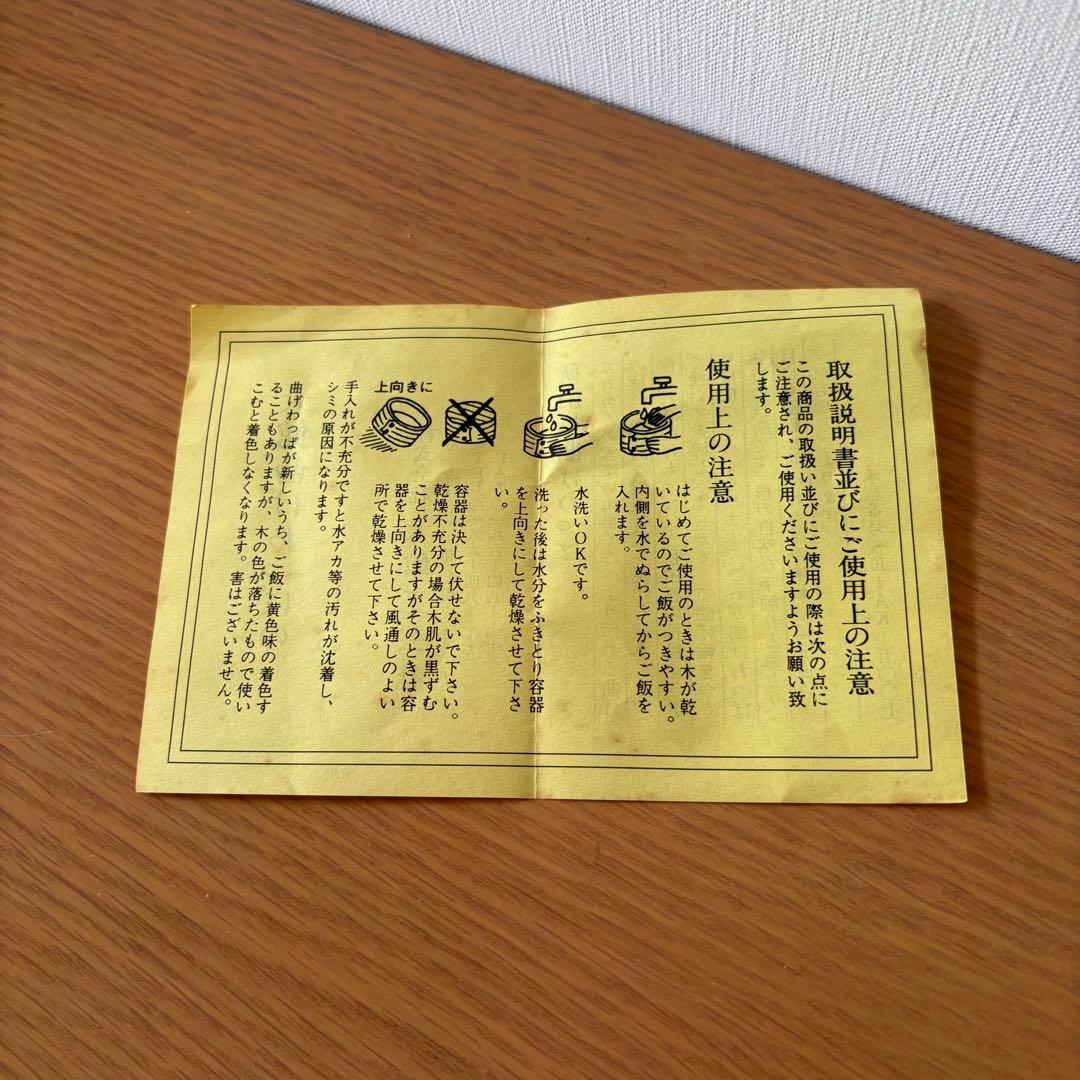 取扱説明書並びにご使用上の注意
この商品の取扱い並びにご使用の際は次の点に
ご注意され、ご使用くださいますようお願い致
します。
使用上の注意
はじめてご使用のときは木が乾
いているのでご飯がつきやすい。
内側を水でぬらしてからご飯を
入れます。
水洗いOKです。
洗った後は水分をふきとり容器
を上向きにして乾燥させて下さ
い。
上向きに
容器は決して伏せないで下さい。
乾燥不充分の場合木肌が黒ずむ
ことがありますがそのときは容
器を上向きにして風通しのよい
所で乾燥させて下さい。
手入れが不充分ですと水アカ等の汚れが沈着し、
シミの原因になります。
曲げわっぱが新しいうち、ご飯に黄色味の着色す
ることもありますが、木の色が落ちたもので使い
こむと着色しなくなります。害はございません。